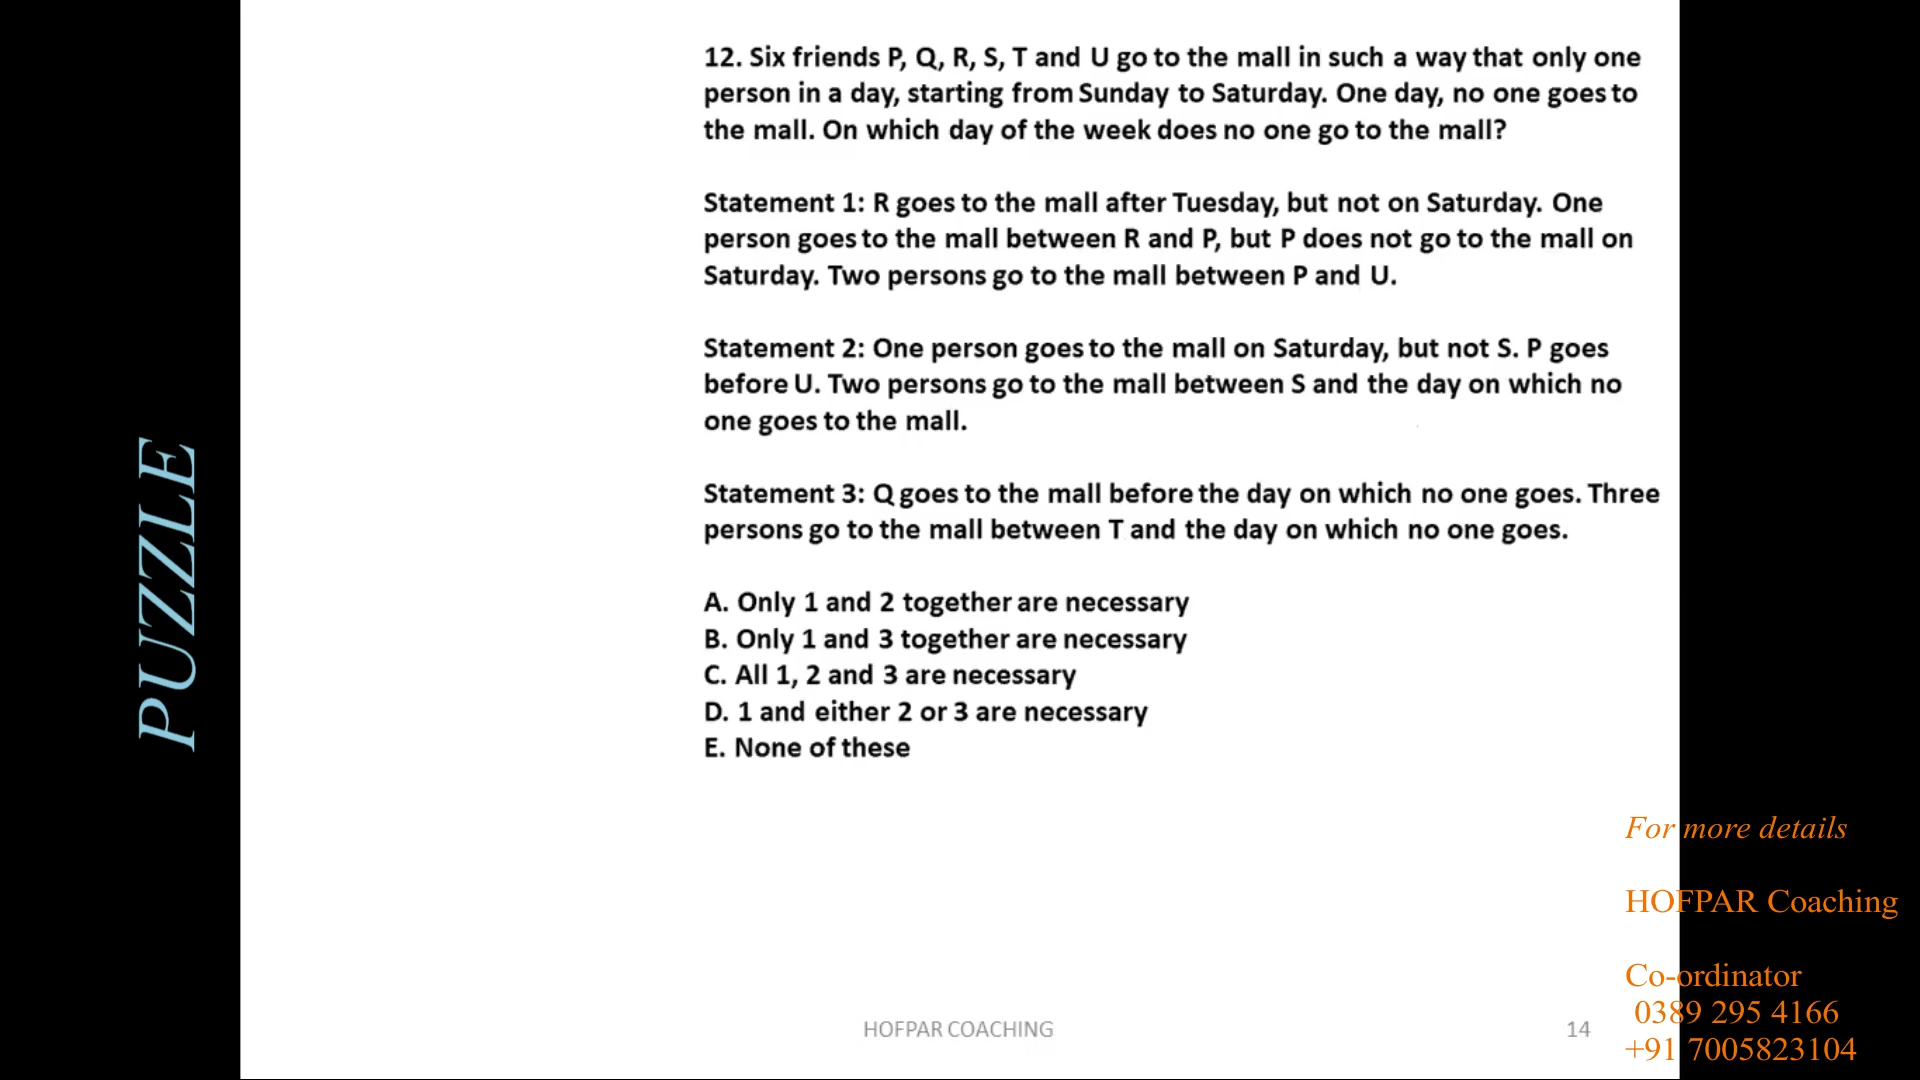 PUZZLE
12. Six friends P, Q, R, S, T and U go to the mall in such a way that only one
person in a day, starting from Sunday to Saturday. One day, no one goes to
the mall. On which day of the week does no one go to the mall?
Statement 1: R goes to the mall after Tuesday, but not on Saturday. One
person goes to the mall between R and P, but P does not go to the mall on
Saturday. Two persons go to the mall between P and U.
Statement 2: One person goes to the mall on Saturday, but not S. P goes
before U. Two persons go to the mall between S and the day on which no
one goes to the mall.
Statement 3: Q goes to the mall before the day on which no one goes. Three
persons go to the mall between T and the day on which no one goes.
A. Only 1 and 2 together are necessary
B. Only 1 and 3 together are necessary
C. All 1, 2 and 3 are necessary
D. 1 and either 2 or 3 are necessary
E. None of these
For more details
HOFPAR Coaching
Co-ordinator
0389 295 4166
+91 7005823104
HOFPAR COACHING
14